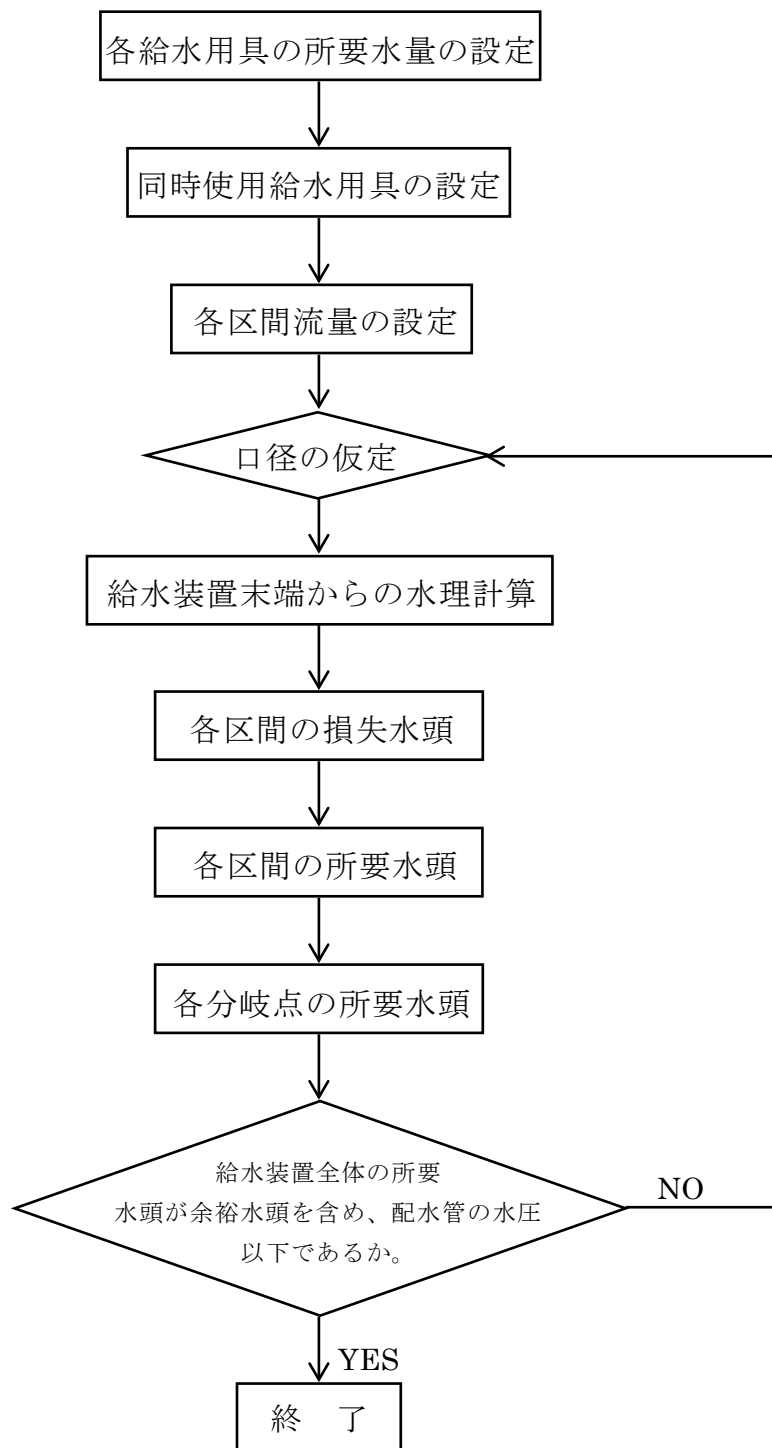 各給水用具の所要水量の設定
同時使用給水用具の設定
各区間流量の設定
口径の仮定
給水装置末端からの水理計算
各区間の損失水頭
各区間の所要水頭
各分岐点の所要水頭
給水装置全体の所要
水頭が余裕水頭を含め、配水管の水圧
以下であるか。
NO
YES
終　了